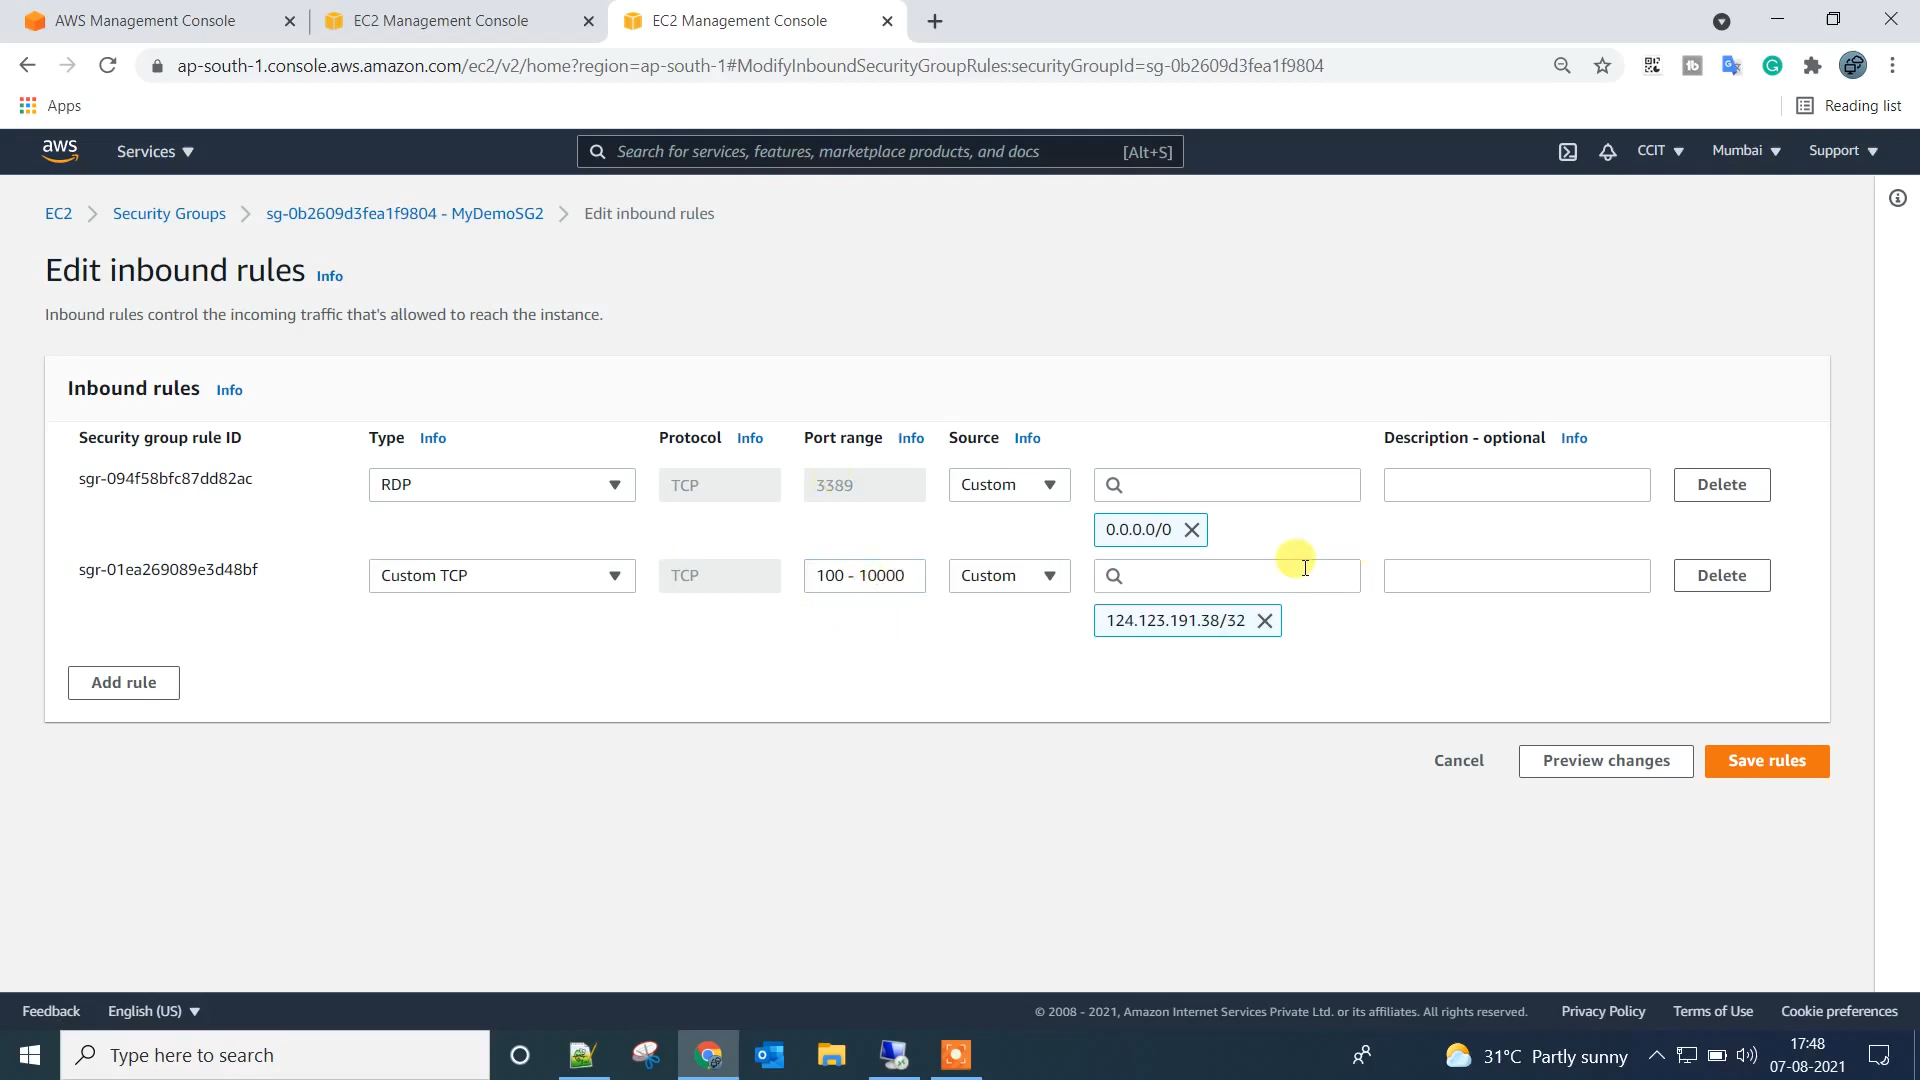 AWS Management Console
EC2 Management Console
EC2 Management Console
ap-south-1.console.aws.amazon.com/ec2/v2/home?region=ap-south-1#ModifyInboundSecurityGroupRules:securityGroupId=sg-0b2609d3fea1f9804
Apps
Reading list
aws
Services
Search for services, features, marketplace products, and docs [Alt+S]
CCIT
Mumbai
Support
EC2 > Security Groups > sg-0b2609d3fea1f9804 - MyDemoSG2 > Edit inbound rules
Edit inbound rules Info
Inbound rules control the incoming traffic that's allowed to reach the instance.
Inbound rules Info
Security group rule ID Type Info Protocol Info Port range Info Source Info Description - optional Info
sgr-094f58bfc87dd82ac RDP TCP 3389 Custom Delete
0.0.0.0/0
sgr-01ea269089e3d48bf Custom TCP TCP 100 - 10000 Custom Delete
124.123.191.38/32
Add rule
Cancel Preview changes Save rules
Feedback English (US) © 2008 - 2021, Amazon Internet Services Private Ltd. or its affiliates. All rights reserved. Privacy Policy Terms of Use Cookie preferences
Type here to search
31°C Partly sunny
17:48
07-08-2021